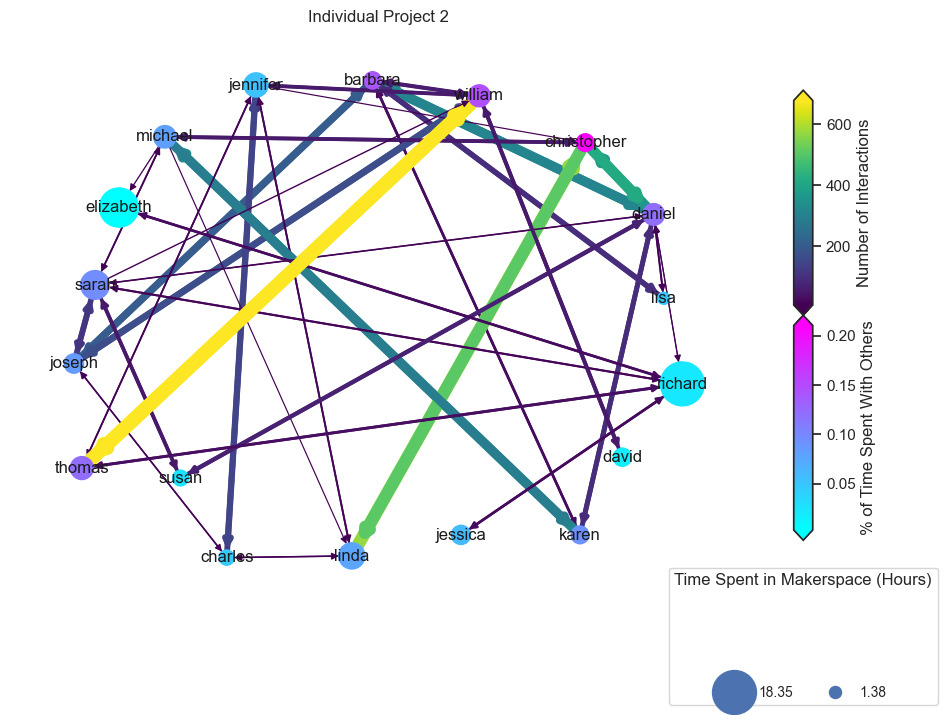 Individual Project 2
jennifer
barbara
william
michael
christopher
elizabeth
daniel
sarah
lisa
joseph
richard
thomas
susan
david
charles
linda
jessica
karen
600
400
200
Number of Interactions
0.20
0.15
0.10
0.05
% of Time Spent With Others
Time Spent in Makerspace (Hours)
18.35
1.38